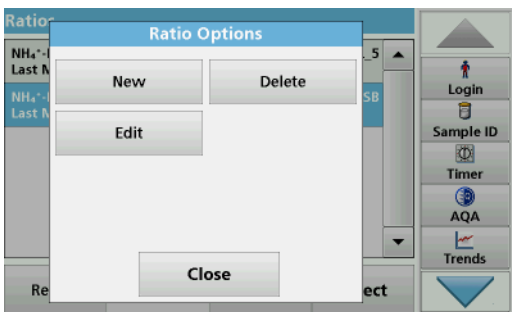 Ratio
Ratio Options
NH₄⁺-
_5
Last
New
Delete
NH₄⁺-
SB
Last
Edit
Close
Re
ect
Login
Sample ID
Timer
AQA
Trends